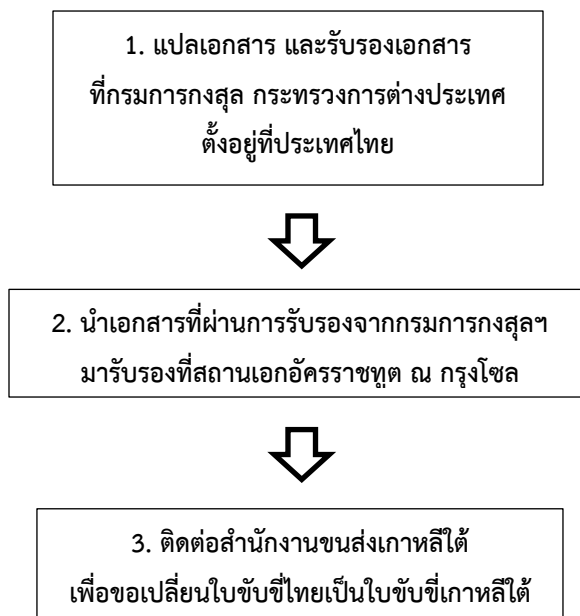 1. แปลเอกสาร และรับรองเอกสาร
ที่กรมการกงสุล กระทรวงการต่างประเทศ
ตั้งอยู่ที่ประเทศไทย
2. นำเอกสารที่ผ่านการรับรองจากกรมการกงสุลฯ
มารับรองที่สถานเอกอัครราชทูต ณ กรุงโซล
3. ติดต่อสำนักงานขนส่งเกาหลีใต้
เพื่อขอเปลี่ยนใบขับขี่ไทยเป็นใบขับขี่เกาหลีใต้